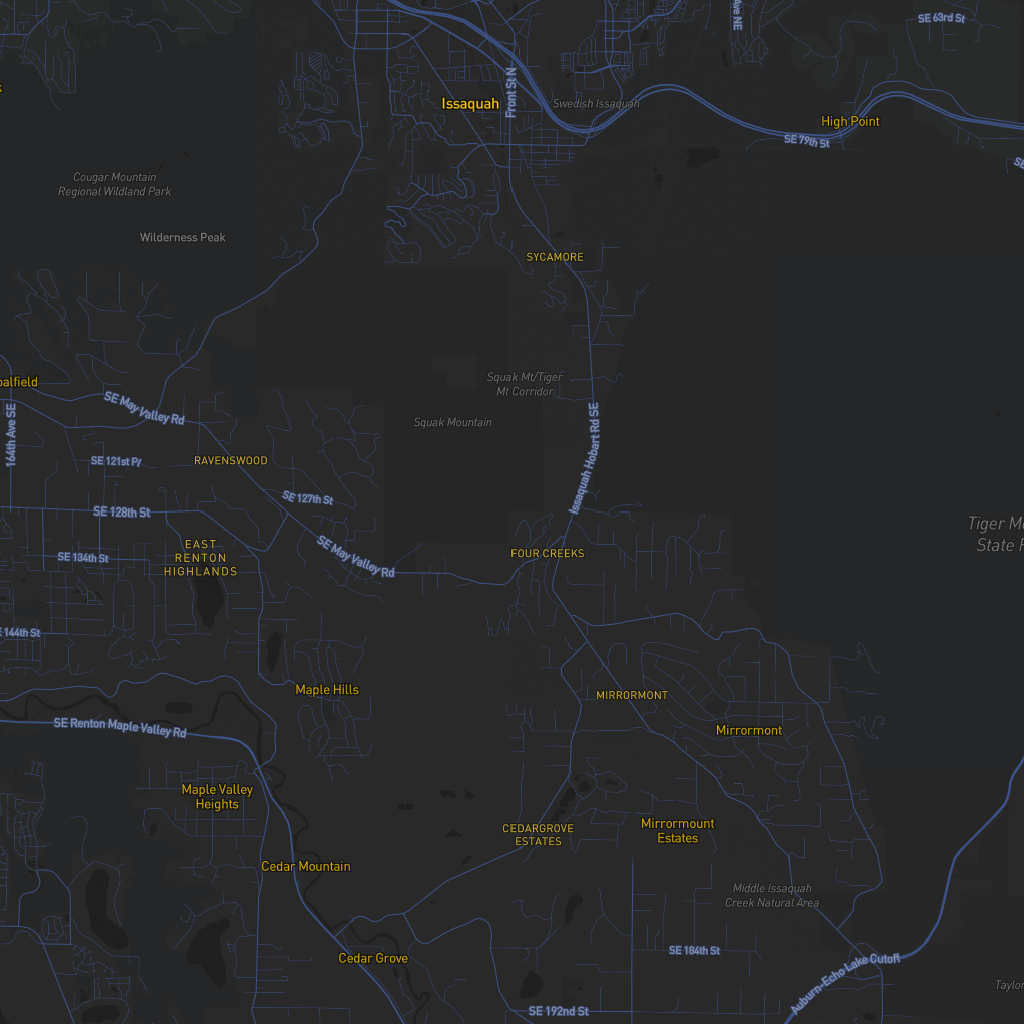 Ave NE
SE 63rd St
Issaquah
Front St N
Swedish Issaquah
High Point
SE 79th St
SE
Cougar Mountain
Regional Wildland Park
Wilderness Peak
SYCAMORE
Squak Mt/Tiger
Mt Corridor
oalfield
164th Ave SE
SE May Valley Rd
Squak Mountain
Issaquah Hobart Rd SE
SE 121st Pl
RAVENSWOOD
SE 127th St
SE 128th St
Tiger Mo
State F
EAST
RENTON
HIGHLANDS
SE 134th St
SE May Valley Rd
FOUR CREEKS
SE 144th St
Maple Hills
MIRRORMONT
SE Renton Maple Valley Rd
Mirrormont
Maple Valley
Heights
CEDARGROVE
ESTATES
Mirrormount
Estates
Cedar Mountain
Middle Issaquah
Creek Natural Area
SE 184th St
Cedar Grove
Auburn-Echo Lake Cutoff
Taylor
SE 192nd St